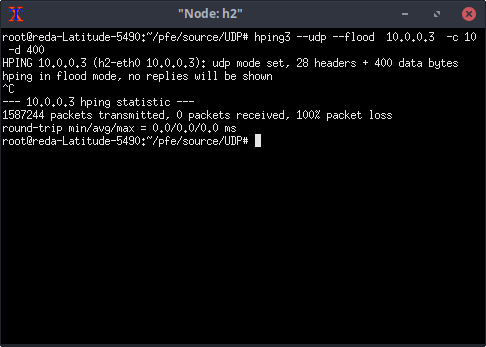 "Node: h2"
root@reda-Latitude-5490:~/pfe/source/UDP# hping3 --udp --flood  10.0.0.3  -c 10
 -d 400
HPING 10.0.0.3 (h2-eth0 10.0.0.3): udp mode set, 28 headers + 400 data bytes
hping in flood mode, no replies will be shown
^C
--- 10.0.0.3 hping statistic ---
1587244 packets transmitted, 0 packets received, 100% packet loss
round-trip min/avg/max = 0.0/0.0/0.0 ms
root@reda-Latitude-5490:~/pfe/source/UDP#